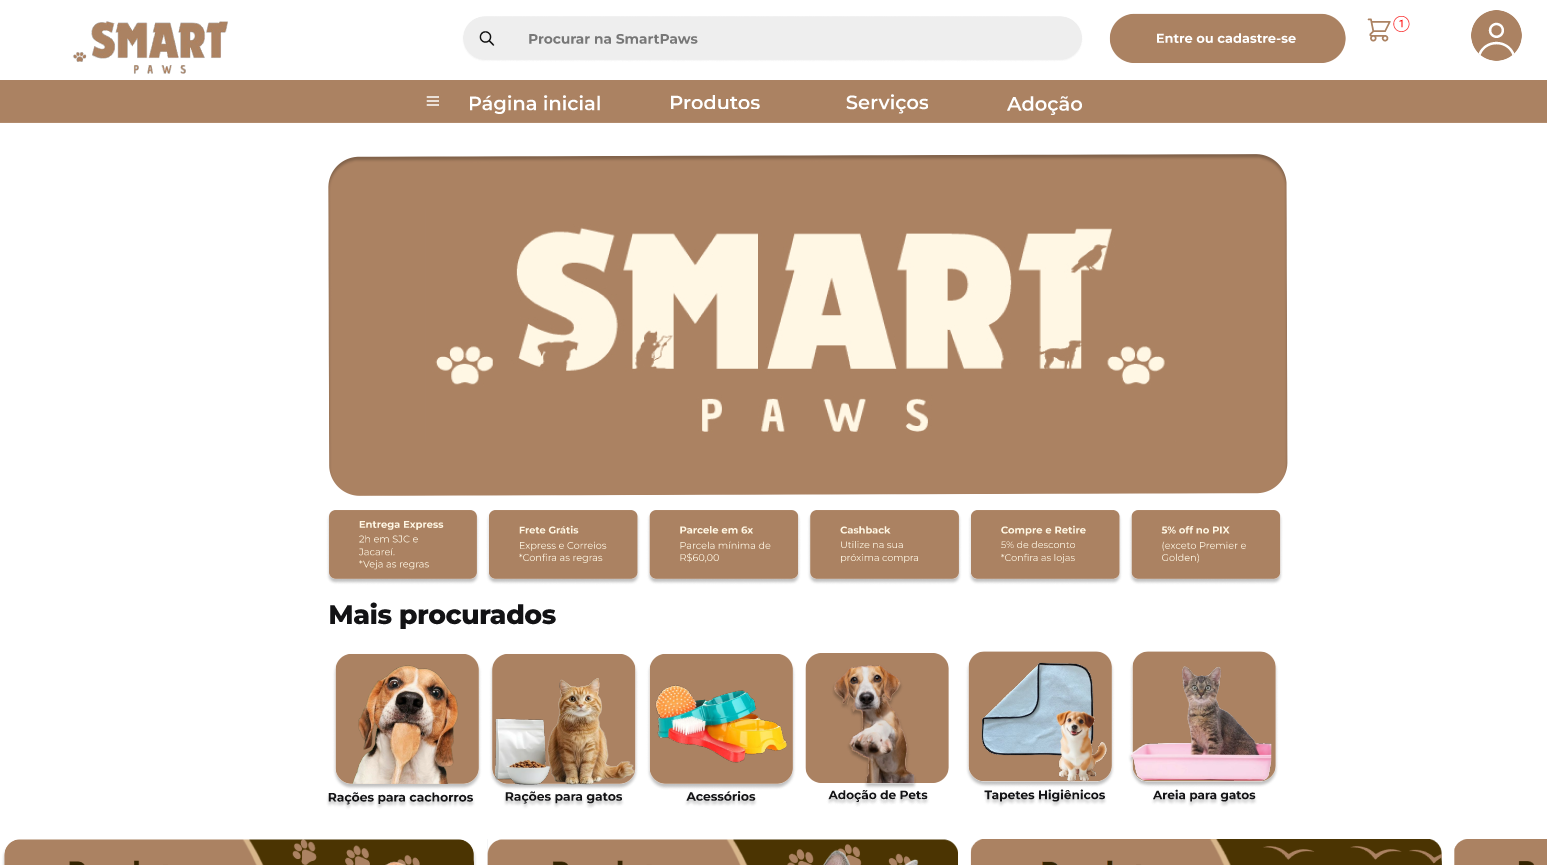 SMART
PAWS
Procurar na SmartPaws
Entre ou cadastre-se
1
Página inicial
Produtos
Serviços
Adoção
SMART
PAWS
Entrega Express
2h em SJC e
Jacareí.
*Veja as regras
Frete Grátis
Express e Correios
*Confira as regras
Parcele em 6x
Parcela mínima de
R$60,00
Cashback
Utilize na sua
próxima compra
Compre e Retire
5% de desconto
*Confira as lojas
5% off no PIX
(exceto Premier e
Golden)
Mais procurados
Rações para cachorros
Rações para gatos
Acessórios
Adoção de Pets
Tapetes Higiênicos
Areia para gatos